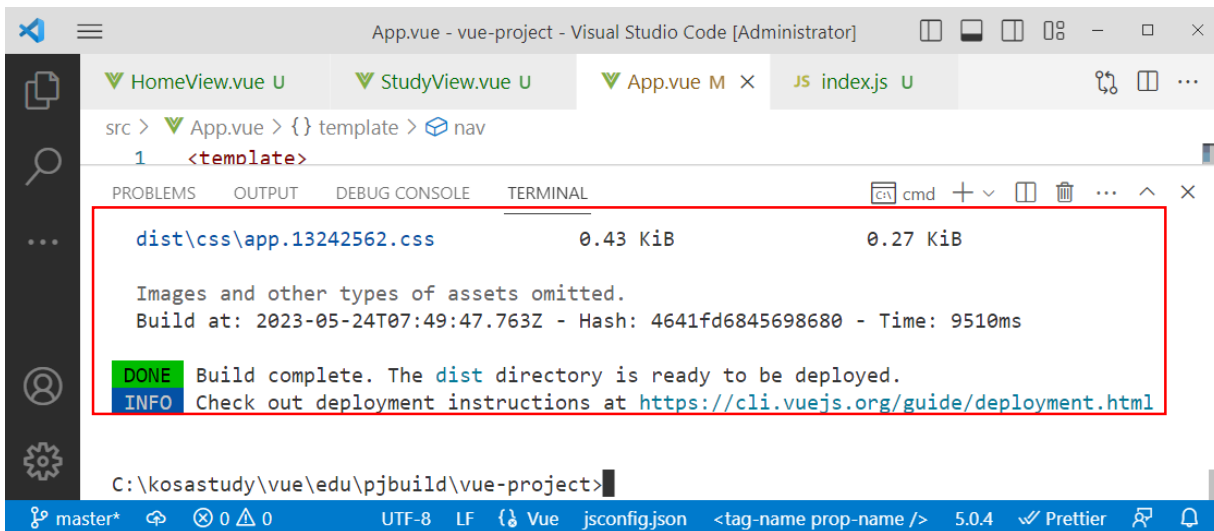 App.vue - vue-project - Visual Studio Code [Administrator]
HomeView.vue U StudyView.vue U App.vue M JS index.js U
src > App.vue > {} template > nav
1 <template>
PROBLEMS OUTPUT DEBUG CONSOLE TERMINAL cmd
dist\css\app.13242562.css 0.43 KiB 0.27 KiB
Images and other types of assets omitted.
Build at: 2023-05-24T07:49:47.763Z - Hash: 4641fd6845698680 - Time: 9510ms
DONE Build complete. The dist directory is ready to be deployed.
INFO Check out deployment instructions at https://cli.vuejs.org/guide/deployment.html
C:\kosastudy\vue\edu\pjbuild\vue-project>
master* 0 0 UTF-8 LF Vue jsconfig.json <tag-name prop-name /> 5.0.4 Prettier